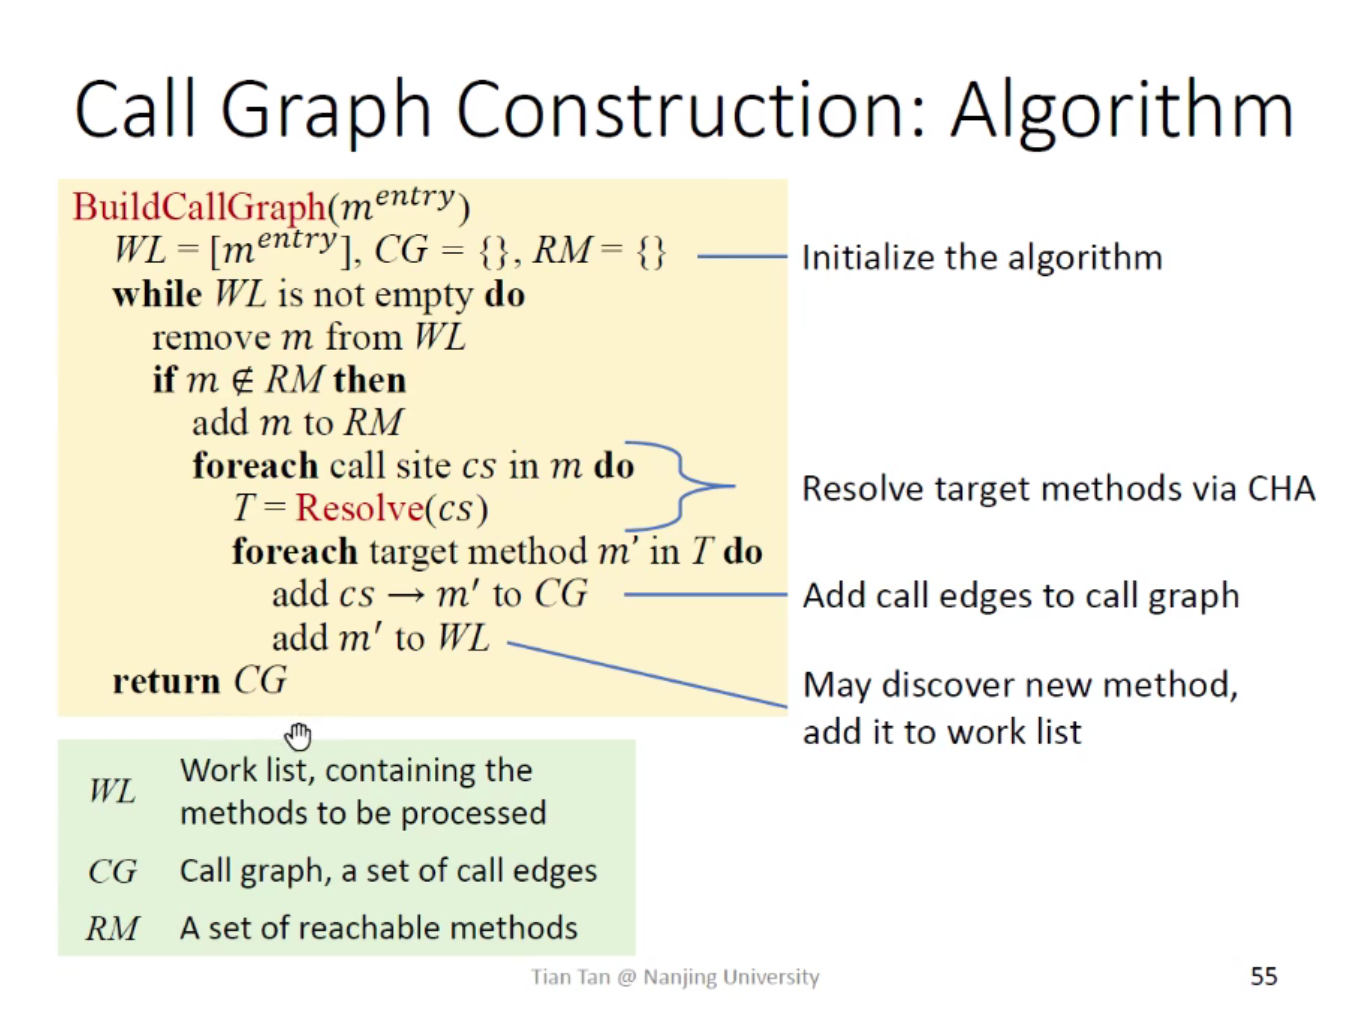 Call Graph Construction: Algorithm
BuildCallGraph(m^entry)
WL = [m^entry], CG = {}, RM = {}
Initialize the algorithm
while WL is not empty do
remove m from WL
if m ∉ RM then
add m to RM
foreach call site cs in m do
T = Resolve(cs)
Resolve target methods via CHA
foreach target method m’ in T do
add cs → m′ to CG
Add call edges to call graph
add m′ to WL
May discover new method,
add it to work list
return CG
WL Work list, containing the
methods to be processed
CG Call graph, a set of call edges
RM A set of reachable methods
Tian Tan @ Nanjing University
55